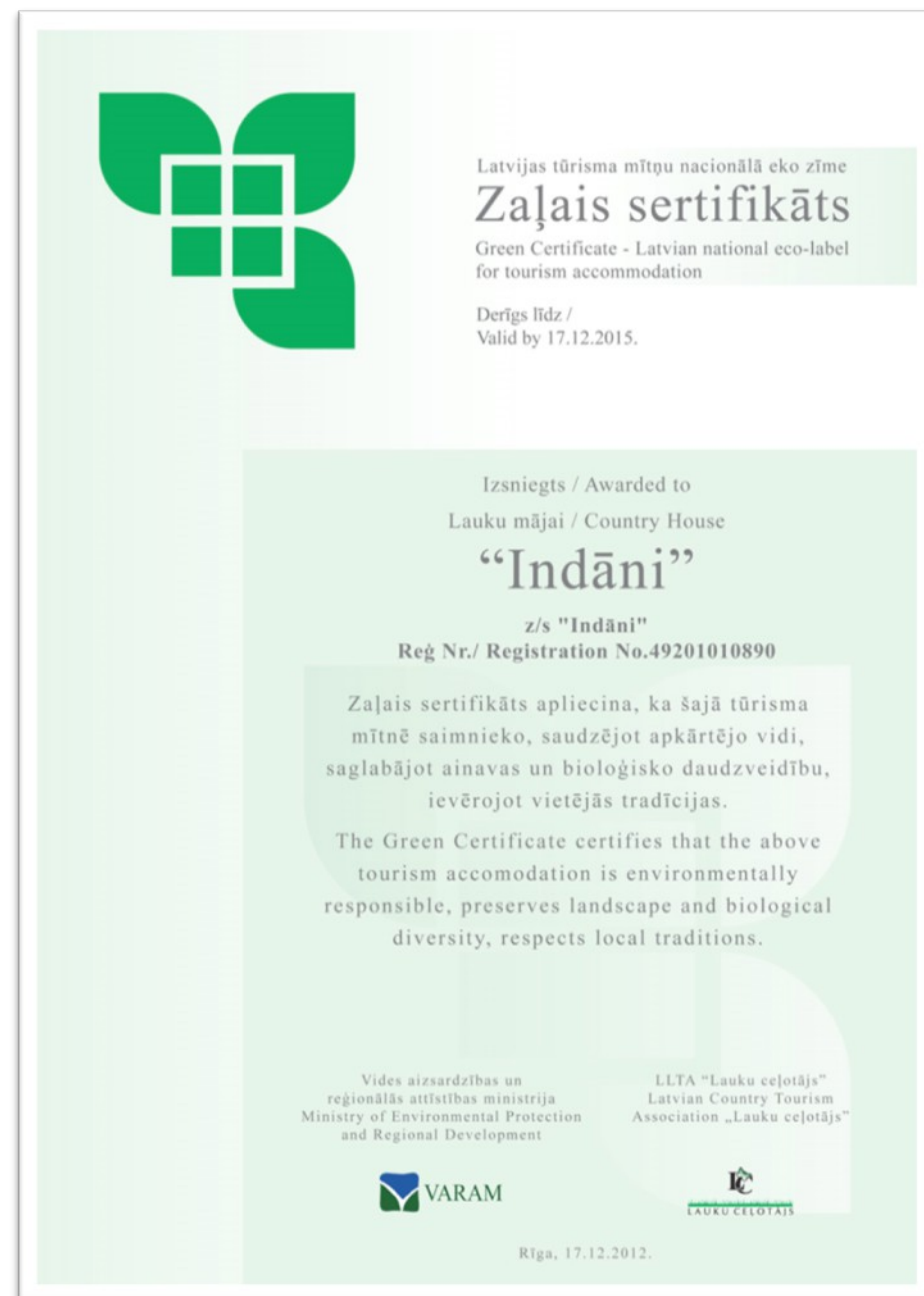 Latvijas tūrisma mītņu nacionālā eko zīme
Zaļais sertifikāts
Green Certificate - Latvian national eco-label
for tourism accommodation
Derīgs līdz /
Valid by 17.12.2015.
Izsniegts / Awarded to
Lauku mājai / Country House
“Indāni”
z/s "Indāni"
Reģ Nr./ Registration No.49201010890
Zaļais sertifikāts apliecina, ka šajā tūrisma
mītnē saimnieko, saudzējot apkārtējo vidi,
saglabājot ainavas un bioloģisko daudzveidību,
ievērojot vietējās tradīcijas.
The Green Certificate certifies that the above
tourism accomodation is environmentally
responsible, preserves landscape and biological
diversity, respects local traditions.
Vides aizsardzības un
reģionālās attīstības ministrija
Ministry of Environmental Protection
and Regional Development
VARAM
LLTA “Lauku ceļotājs”
Latvian Country Tourism
Association „Lauku ceļotājs”
LC
LAUKU CEĻOTĀJS
Rīga, 17.12.2012.